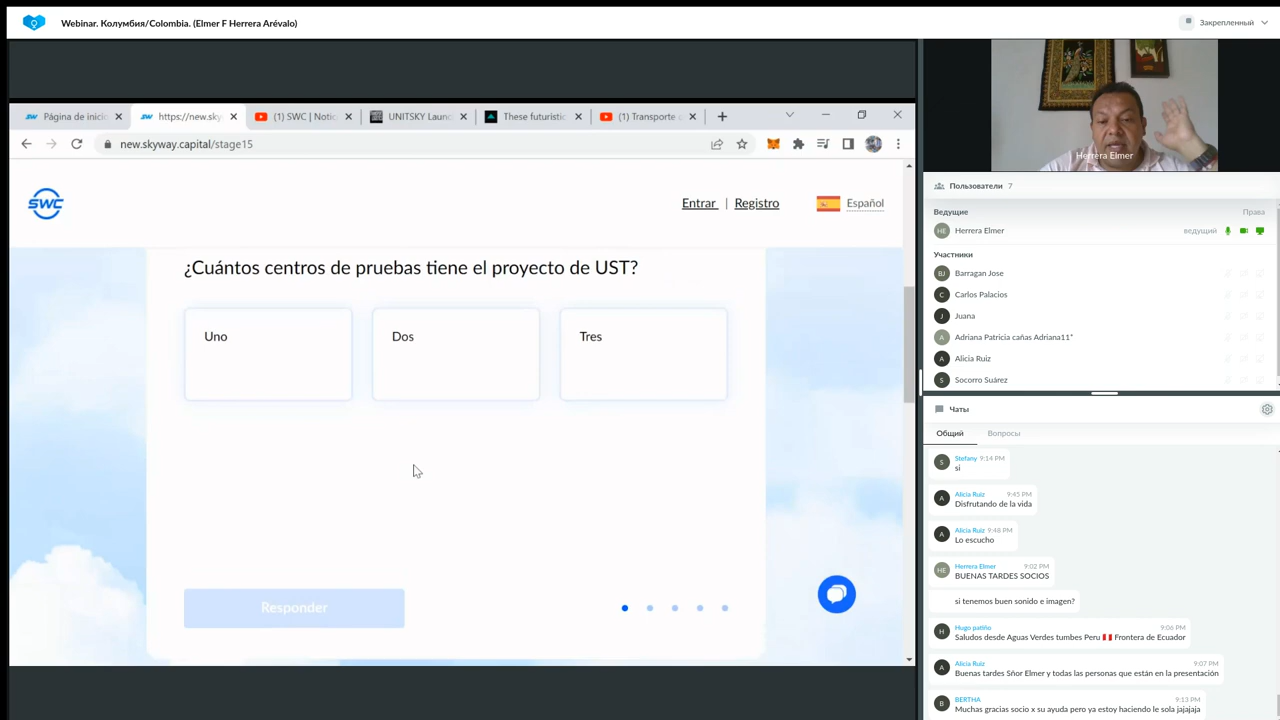 Webinar. Колумбия/Colombia. (Elmer F Herrera Arévalo)
Закрепленный
Página de inicio
https://new.sky
(1) SWC | Notic
UNITSKY Laun
These futuristic
(1) Transporte c
new.skyway.capital/stage15
SWC
Entrar | Registro
Español
¿Cuántos centros de pruebas tiene el proyecto de UST?
Uno
Dos
Tres
Responder
Herrera Elmer
Пользователи 7
Ведущие
Права
HE
Herrera Elmer
ведущий
Участники
BJ
Barragan Jose
C
Carlos Palacios
J
Juana
A
Adriana Patricia cañas Adriana11*
A
Alicia Ruiz
S
Socorro Suárez
Чаты
Общий
Вопросы
S
Stefany 9:14 PM
si
A
Alicia Ruiz 9:45 PM
Disfrutando de la vida
A
Alicia Ruiz 9:48 PM
Lo escucho
HE
Herrera Elmer 9:02 PM
BUENAS TARDES SOCIOS
si tenemos buen sonido e imagen?
H
Hugo patiño 9:06 PM
Saludos desde Aguas Verdes tumbes Peru 🇵🇪 Frontera de Ecuador
A
Alicia Ruiz 9:07 PM
Buenas tardes Sñor Elmer y todas las personas que están en la presentación
B
BERTHA 9:13 PM
Muchas gracias socio x su ayuda pero ya estoy haciendo le sola jajajaja